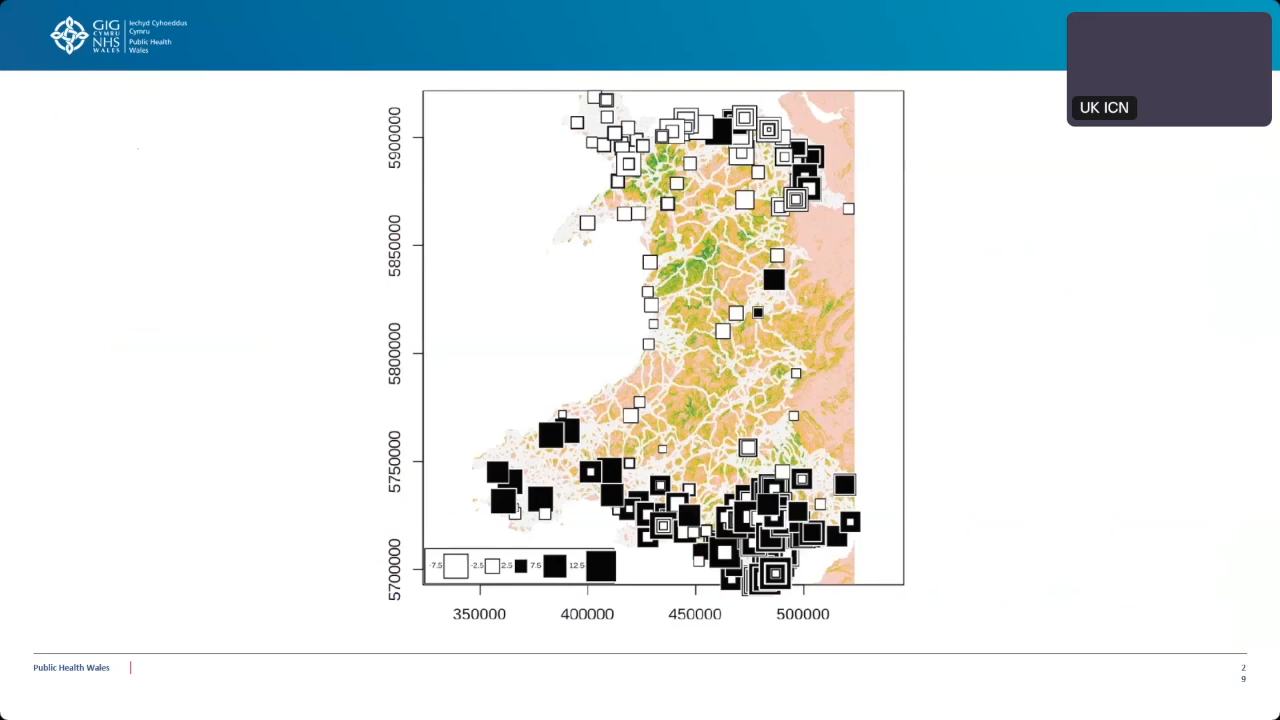 GIG
CYMRU
NHS
WALES
Iechyd Cyhoeddus
Cymru
Public Health
Wales
UK ICN
5900000
5850000
5800000
5750000
5700000
-7.5 -2.5 2.5 7.5 12.5
350000 400000 450000 500000
Public Health Wales
2
9